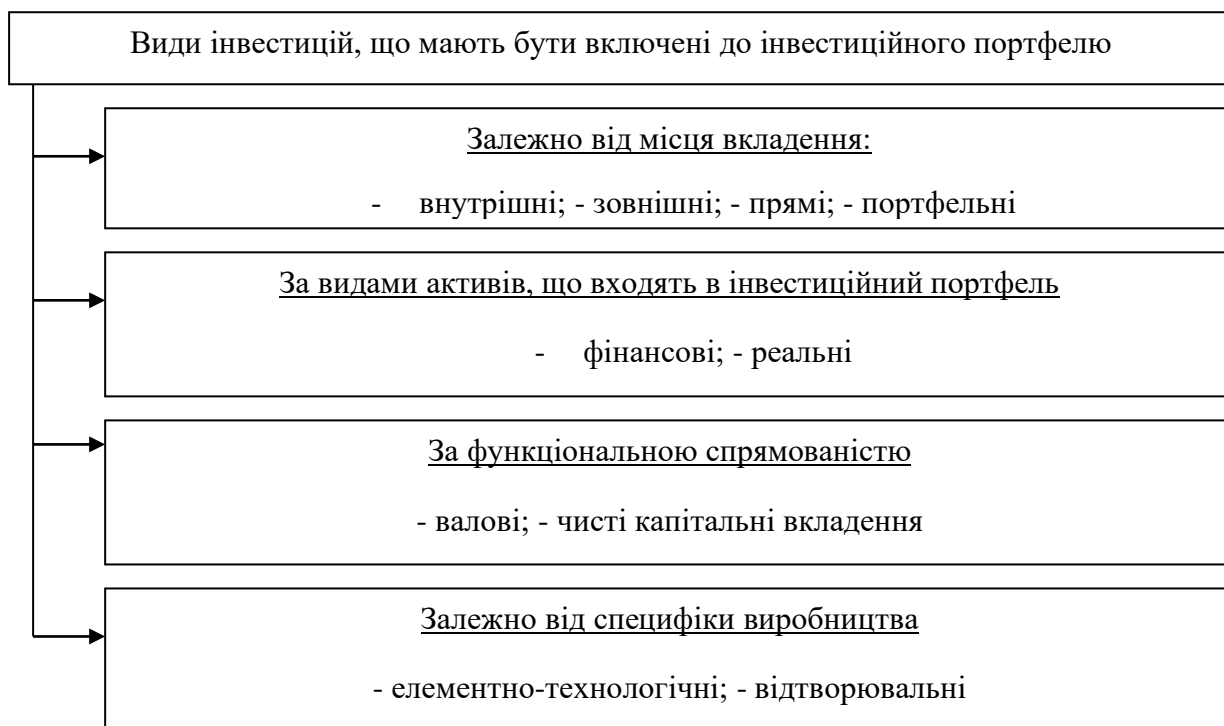 Види інвестицій, що мають бути включені до інвестиційного портфелю
Залежно від місця вкладення:
- внутрішні; - зовнішні; - прямі; - портфельні
За видами активів, що входять в інвестиційний портфель
- фінансові; - реальні
За функціональною спрямованістю
- валові; - чисті капітальні вкладення
Залежно від специфіки виробництва
- елементно-технологічні; - відтворювальні